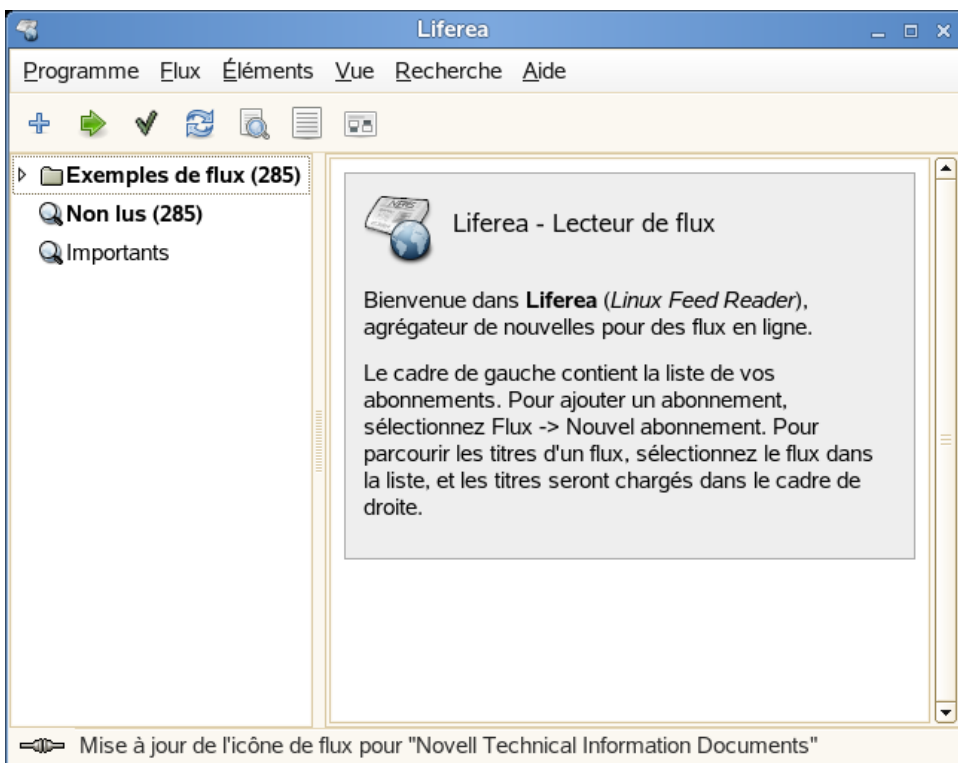 Liferea
Programme Flux Éléments Vue Recherche Aide
Exemples de flux (285)
Non lus (285)
Importants
Liferea - Lecteur de flux
Bienvenue dans Liferea (Linux Feed Reader),
agrégateur de nouvelles pour des flux en ligne.
Le cadre de gauche contient la liste de vos
abonnements. Pour ajouter un abonnement,
sélectionnez Flux -> Nouvel abonnement. Pour
parcourir les titres d'un flux, sélectionnez le flux dans
la liste, et les titres seront chargés dans le cadre de
droite.
Mise à jour de l'icône de flux pour "Novell Technical Information Documents"